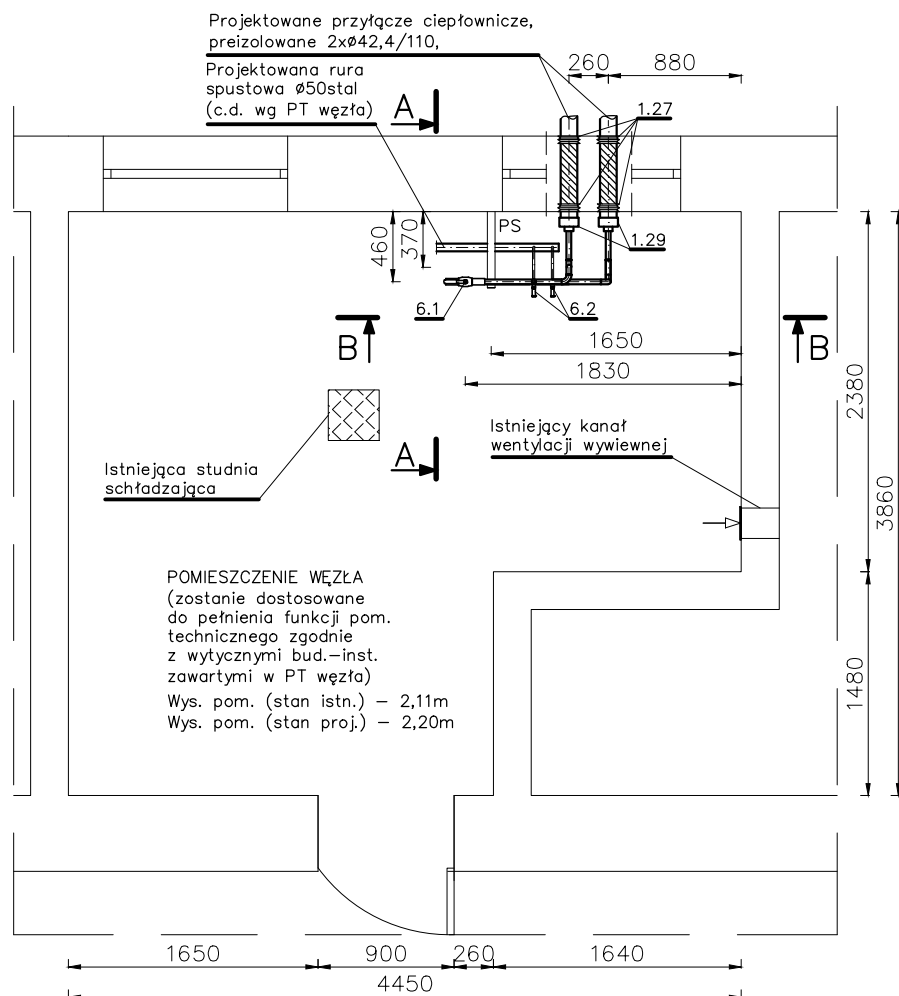 Projektowane przyłącze ciepłownicze,
preizolowane 2xø42,4/110,
Projektowana rura
spustowa Ø50stal
(c.d. wg PT węzła)
A
260
880
1.27
460
370
PS
1.29
6.1
6.2
B
B
1650
1830
2380
3860
A
Istniejący kanał
wentylacji wywiewnej
Istniejąca studnia
schładzająca
POMIESZCZENIE WĘZŁA
(zostanie dostosowane
do pełnienia funkcji pom.
technicznego zgodnie
z wytycznymi bud.-inst.
zawartymi w PT węzła)
Wys. pom. (stan istn.) – 2,11m
Wys. pom. (stan proj.) – 2,20m
1480
1650
900
260
1640
4450